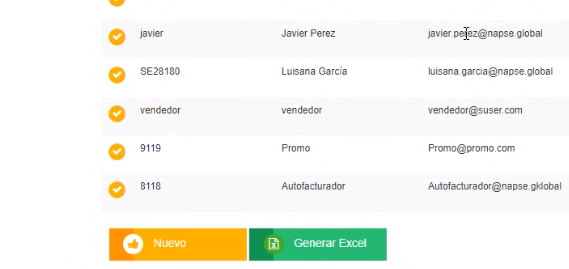 javier Javier Perez javier.perez@napse.global
SE28180 Luisana García luisana.garcia@napse.global
vendedor vendedor vendedor@suser.com
9119 Promo Promo@promo.com
8118 Autofacturador Autofacturador@napse.gklobal
Nuevo Generar Excel